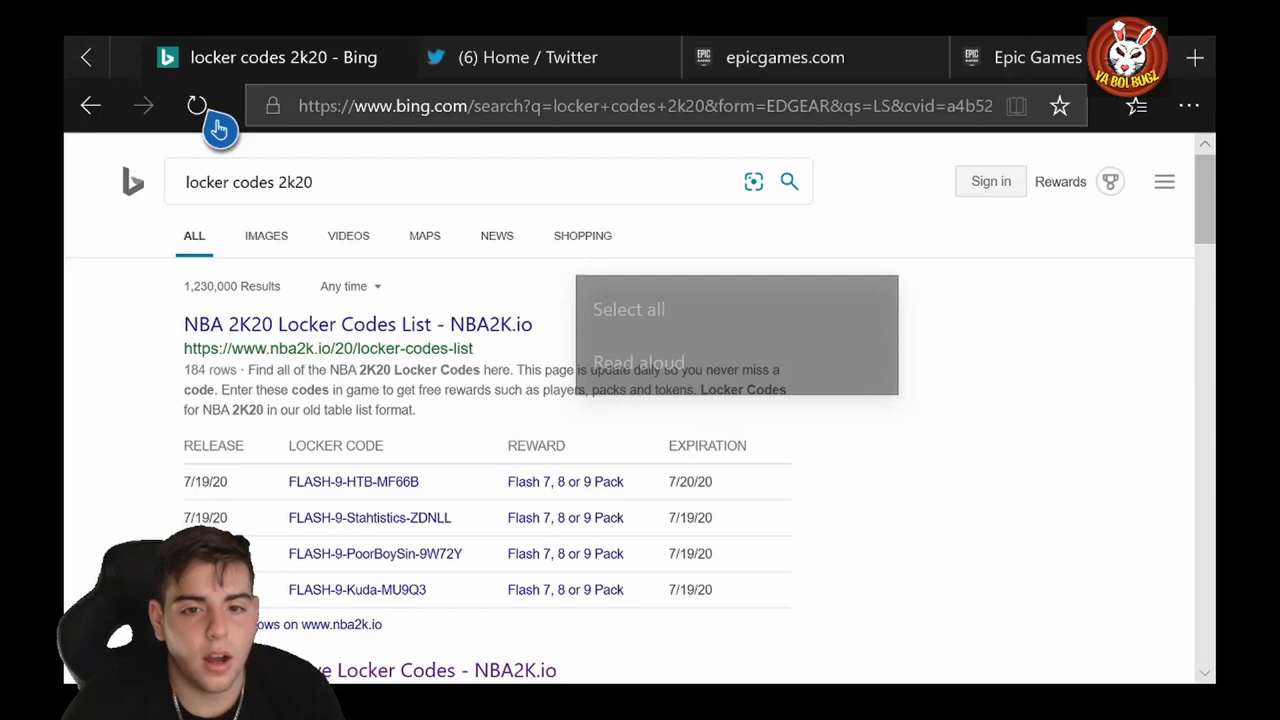 locker codes 2k20 - Bing
(6) Home / Twitter
EPIC GAMES
epicgames.com
EPIC GAMES
Epic Games
YA BOI BUGZ
https://www.bing.com/search?q=locker+codes+2k20&form=EDGEAR&qs=LS&cvid=a4b52
locker codes 2k20
Sign in
Rewards
ALL
IMAGES
VIDEOS
MAPS
NEWS
SHOPPING
1,230,000 Results
Any time
Select all
Read aloud
NBA 2K20 Locker Codes List - NBA2K.io
https://www.nba2k.io/20/locker-codes-list
184 rows · Find all of the NBA 2K20 Locker Codes here. This page is update daily so you never miss a
code. Enter these codes in game to get free rewards such as players, packs and tokens. Locker Codes
for NBA 2K20 in our old table list format.
RELEASE LOCKER CODE REWARD EXPIRATION
7/19/20 FLASH-9-HTB-MF66B Flash 7, 8 or 9 Pack 7/20/20
7/19/20 FLASH-9-Stahtistics-ZDNLL Flash 7, 8 or 9 Pack 7/19/20
FLASH-9-PoorBoySin-9W72Y Flash 7, 8 or 9 Pack 7/19/20
FLASH-9-Kuda-MU9Q3 Flash 7, 8 or 9 Pack 7/19/20
ows on www.nba2k.io
ve Locker Codes - NBA2K.io